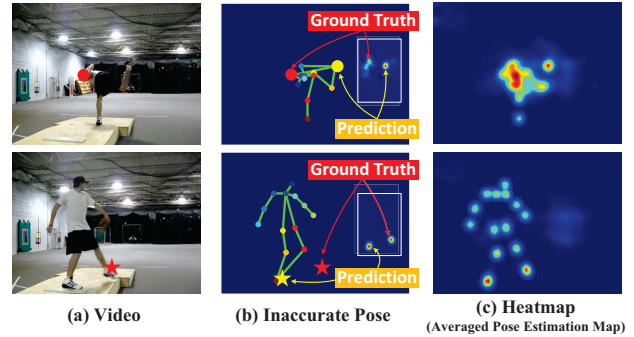 Ground Truth
Prediction
Ground Truth
Prediction
(a) Video
(b) Inaccurate Pose
(c) Heatmap
(Averaged Pose Estimation Map)